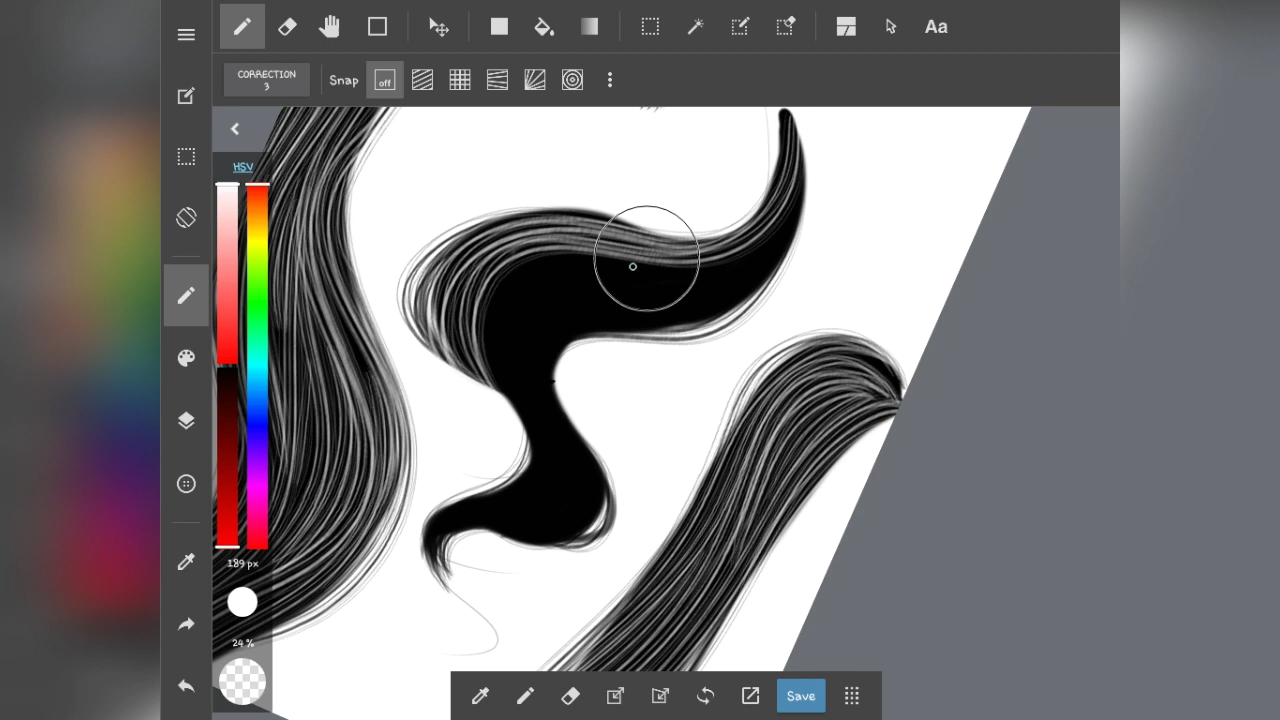 Aa
CORRECTION
3
Snap
off
HSV
189 px
24 %
Save